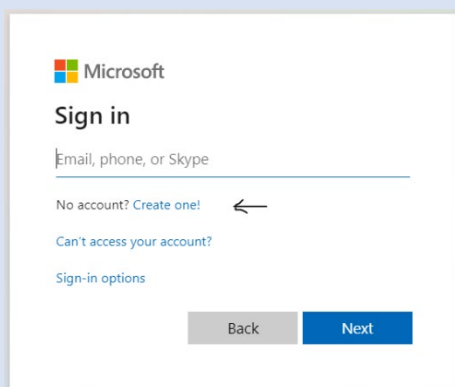 Microsoft
Sign in
Email, phone, or Skype
No account? Create one!
Can't access your account?
Sign-in options
Back Next